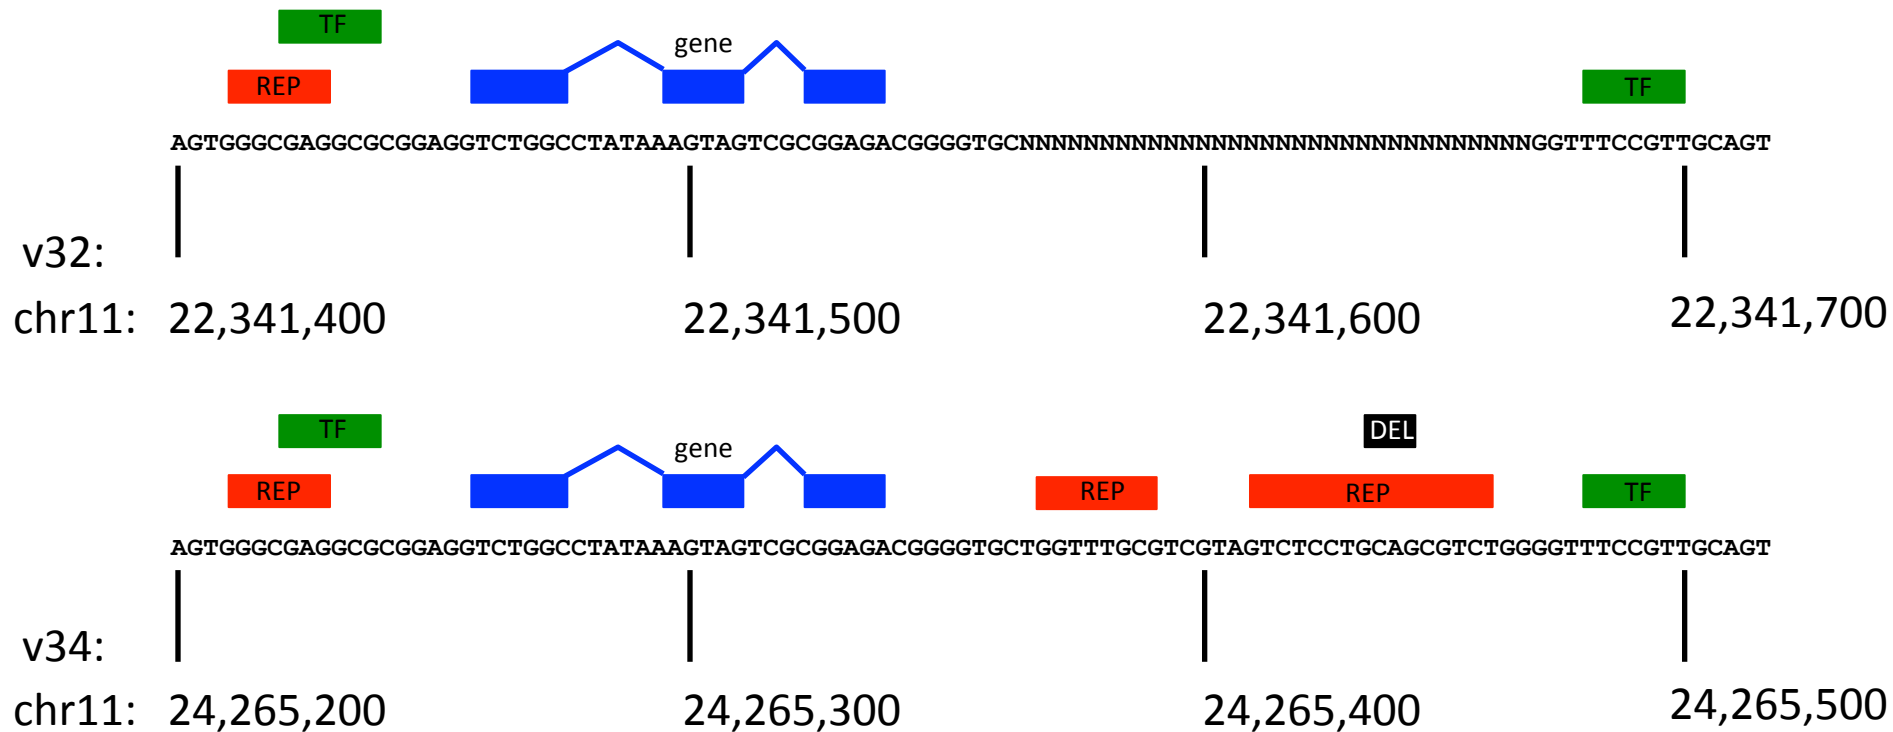 TF
gene
REP
TF
AGTGGGCGAGGCGCGGAGGTCTGGCCTATAAAGTAGTCGCGGAGACGGGGTGCNNNNNNNNNNNNNNNNNNNNNNNNNNNNNNNNGGTTTCCGTTGCAGT
v32:
chr11: 22,341,400 22,341,500 22,341,600 22,341,700
TF
DEL
gene
REP
REP
REP
TF
AGTGGGCGAGGCGCGGAGGTCTGGCCTATAAAGTAGTCGCGGAGACGGGGTGCTGGTTTGCGTCGTAGTCTCCTGCAGCGTCTGGGGTTTCCGTTGCAGT
v34:
chr11: 24,265,200 24,265,300 24,265,400 24,265,500